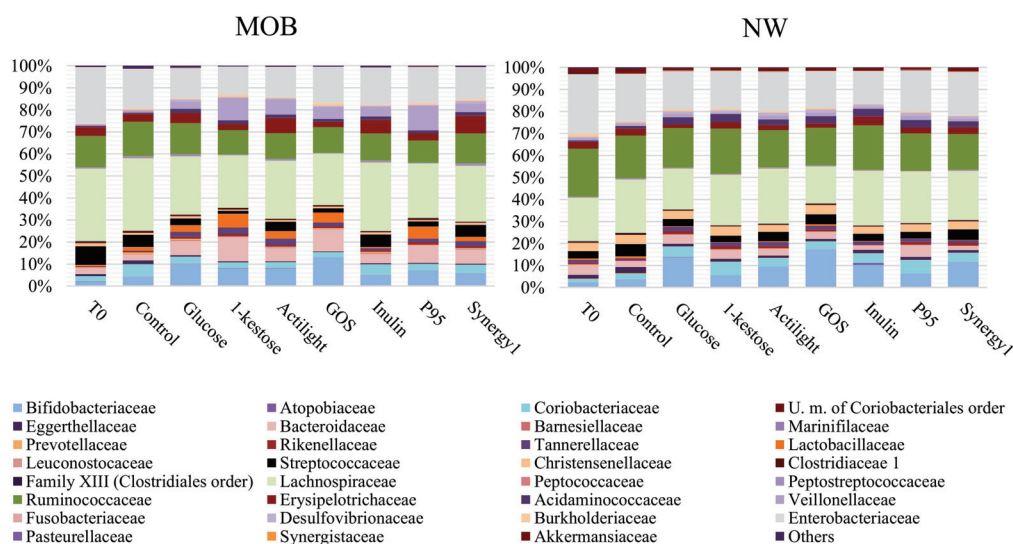 MOB NW
100% 100%
90% 90%
80% 80%
70% 70%
60% 60%
50% 50%
40% 40%
30% 30%
20% 20%
10% 10%
0% 0%
T0 Control Glucose 1-kestose Actilight GOS Inulin P95 Synergy1 T0 Control Glucose 1-kestose Actilight GOS Inulin P95 Synergy1
Bifidobacteriaceae Atopobiaceae Coriobacteriaceae U. m. of Coriobacteriales order
Eggerthellaceae Bacteroidaceae Barnesiellaceae Marinifilaceae
Prevotellaceae Rikenellaceae Tannerellaceae Lactobacillaceae
Leuconostocaceae Streptococcaceae Christensenellaceae Clostridiaceae 1
Family XIII (Clostridiales order) Lachnospiraceae Peptococcaceae Peptostreptococcaceae
Ruminococcaceae Erysipelotrichaceae Acidaminococcaceae Veillonellaceae
Fusobacteriaceae Desulfovibrionaceae Burkholderiaceae Enterobacteriaceae
Pasteurellaceae Synergistaceae Akkermansiaceae Others